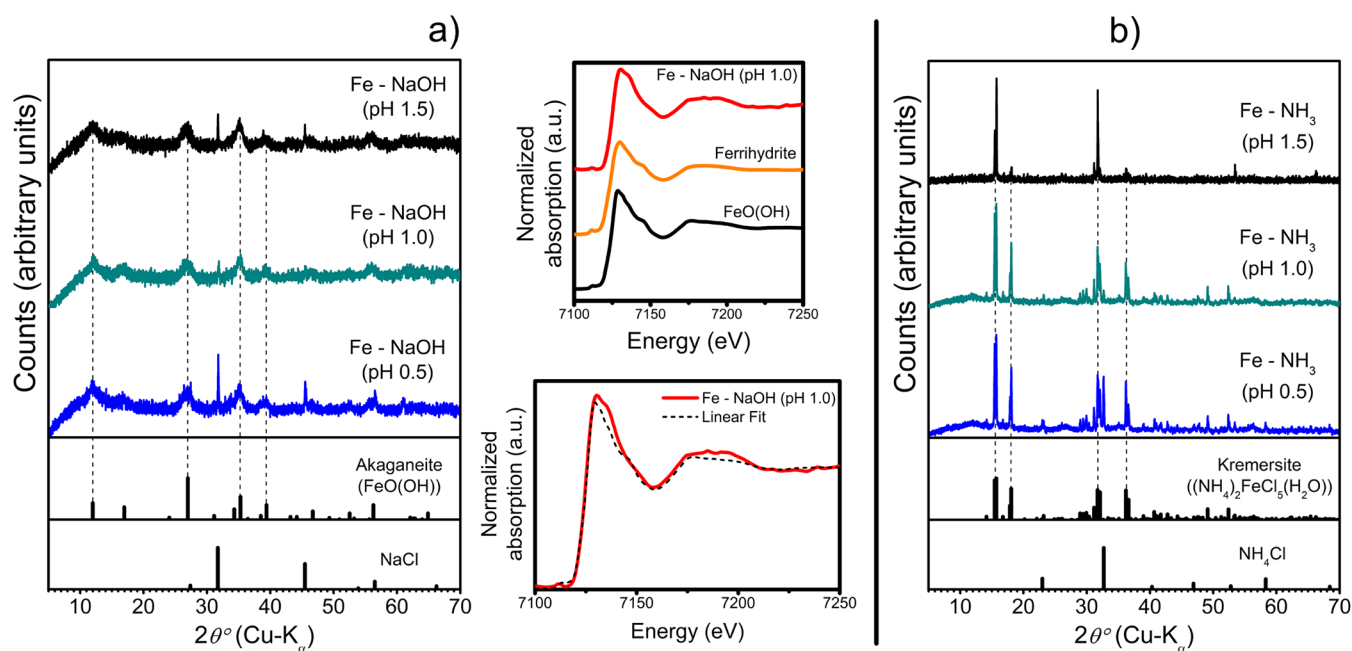 a)
Counts (arbitrary units)
Fe - NaOH
(pH 1.5)
Fe - NaOH
(pH 1.0)
Fe - NaOH
(pH 0.5)
Akaganeite
(FeO(OH))
NaCl
10 20 30 40 50 60 70
2θ° (Cu-Kα)
Normalized
absorption (a.u.)
Fe - NaOH (pH 1.0)
Ferrihydrite
FeO(OH)
7100 7150 7200 7250
Energy (eV)
Normalized
absorption (a.u.)
Fe - NaOH (pH 1.0)
Linear Fit
7100 7150 7200 7250
Energy (eV)
b)
Counts (arbitrary units)
Fe - NH₃
(pH 1.5)
Fe - NH₃
(pH 1.0)
Fe - NH₃
(pH 0.5)
Kremersite
((NH₄)₂FeCl₅(H₂O))
NH₄Cl
10 20 30 40 50 60 70
2θ° (Cu-Kα)